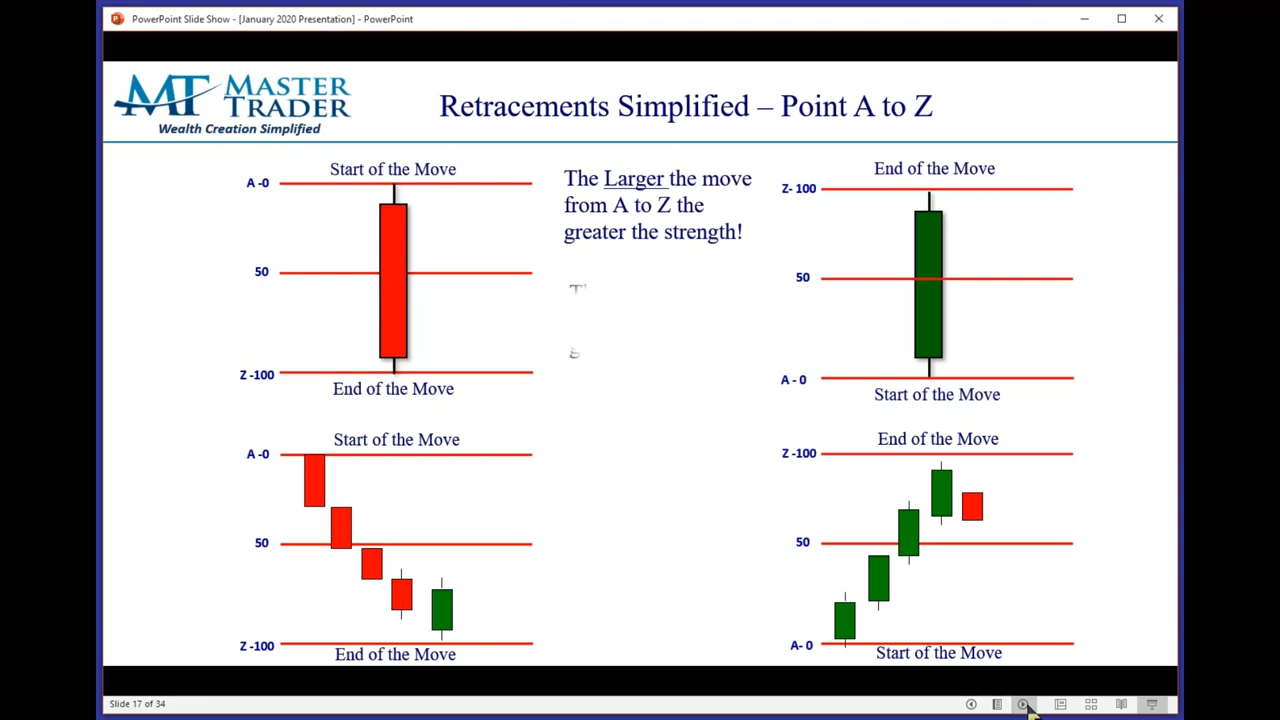 PowerPoint Slide Show - [January 2020 Presentation] - PowerPoint
MT MASTER
TRADER
Wealth Creation Simplified
Retracements Simplified – Point A to Z
Start of the Move
A -0
50
Z -100
End of the Move
The Larger the move
from A to Z the
greater the strength!
End of the Move
Z- 100
50
A - 0
Start of the Move
Start of the Move
A -0
50
Z -100
End of the Move
End of the Move
Z -100
50
A- 0
Start of the Move
Slide 17 of 34